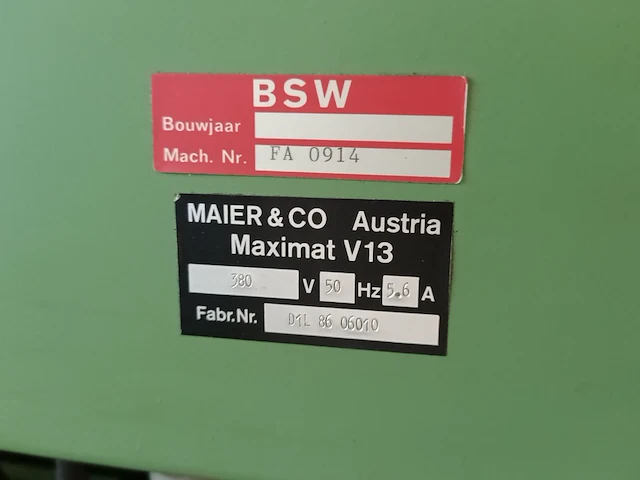 BSW
Bouwjaar
Mach. Nr. FA 0914
MAIER & CO Austria
Maximat V13
380 V 50 Hz 5.6 A
Fabr.Nr. D1L 86 06010